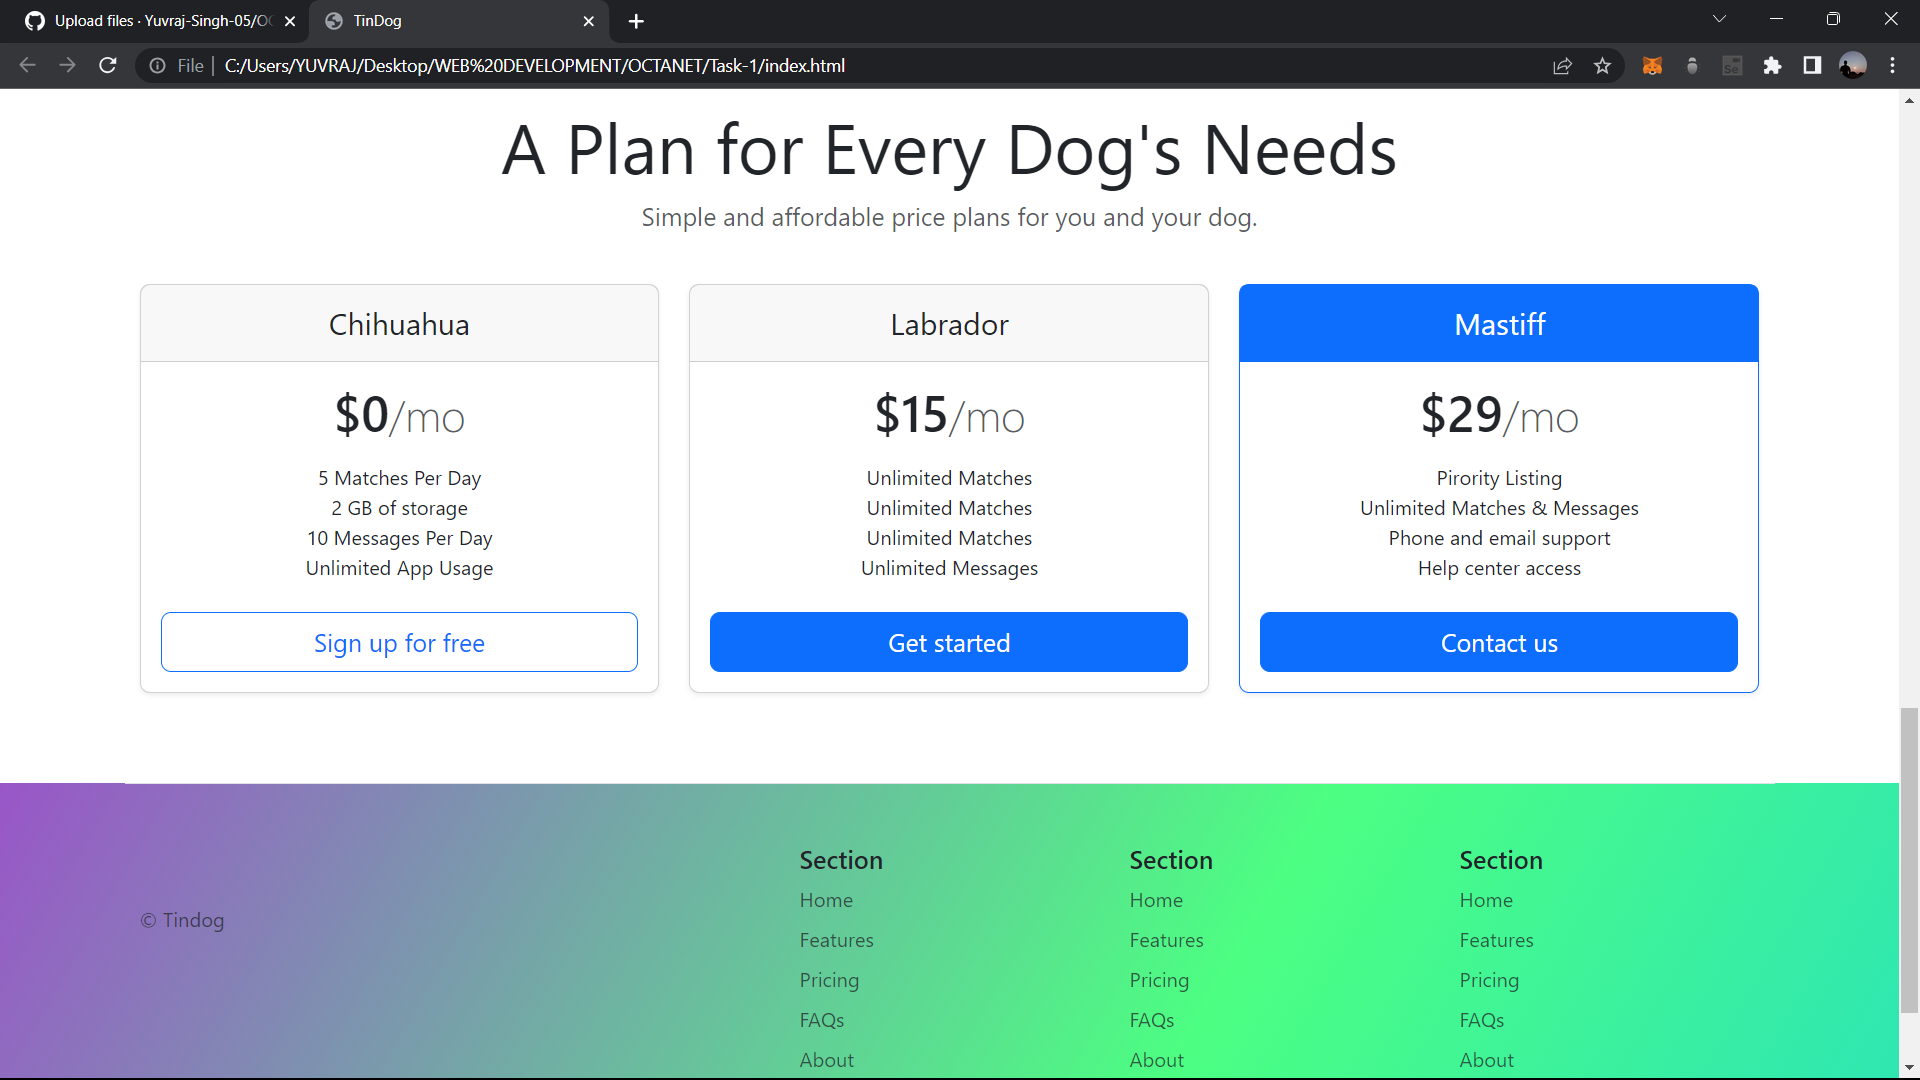 Upload files · Yuvraj-Singh-05/OC
TinDog
File
C:/Users/YUVRAJ/Desktop/WEB%20DEVELOPMENT/OCTANET/Task-1/index.html
Se
A Plan for Every Dog's Needs
Simple and affordable price plans for you and your dog.
Chihuahua
$0/mo
5 Matches Per Day
2 GB of storage
10 Messages Per Day
Unlimited App Usage
Sign up for free
Labrador
$15/mo
Unlimited Matches
Unlimited Matches
Unlimited Matches
Unlimited Messages
Get started
Mastiff
$29/mo
Pirority Listing
Unlimited Matches & Messages
Phone and email support
Help center access
Contact us
© Tindog
Section
Home
Features
Pricing
FAQs
About
Section
Home
Features
Pricing
FAQs
About
Section
Home
Features
Pricing
FAQs
About